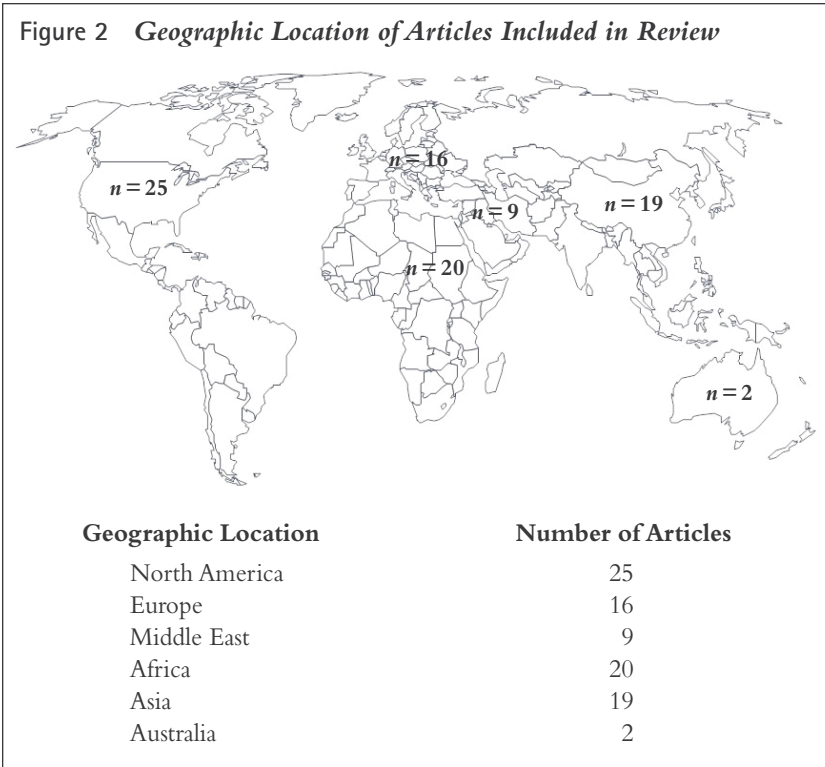 Figure 2 Geographic Location of Articles Included in Review
n = 16
n = 25
n = 9
n = 19
n = 20
n = 2
Geographic Location Number of Articles
North America 25
Europe 16
Middle East 9
Africa 20
Asia 19
Australia 2